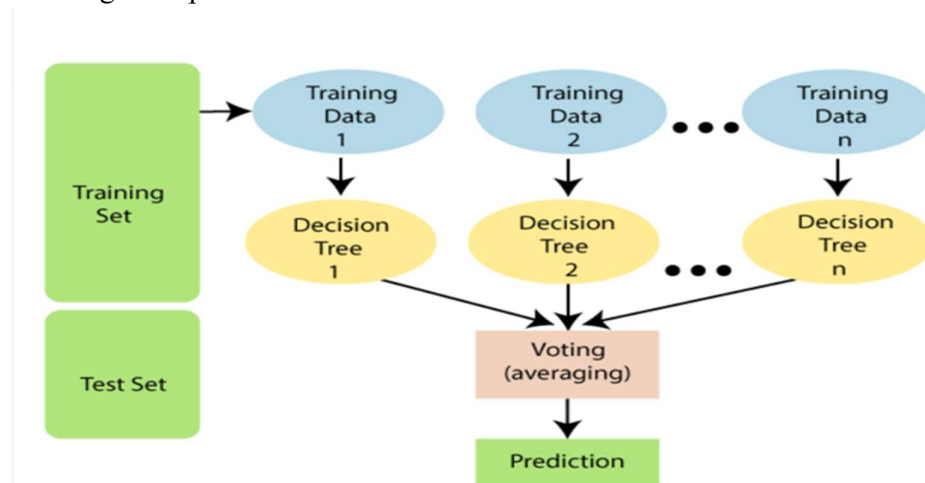 Training
Data
1
Training
Data
2
Training
Data
n
Training
Set
Decision
Tree
1
Decision
Tree
2
Decision
Tree
n
Test Set
Voting
(averaging)
Prediction